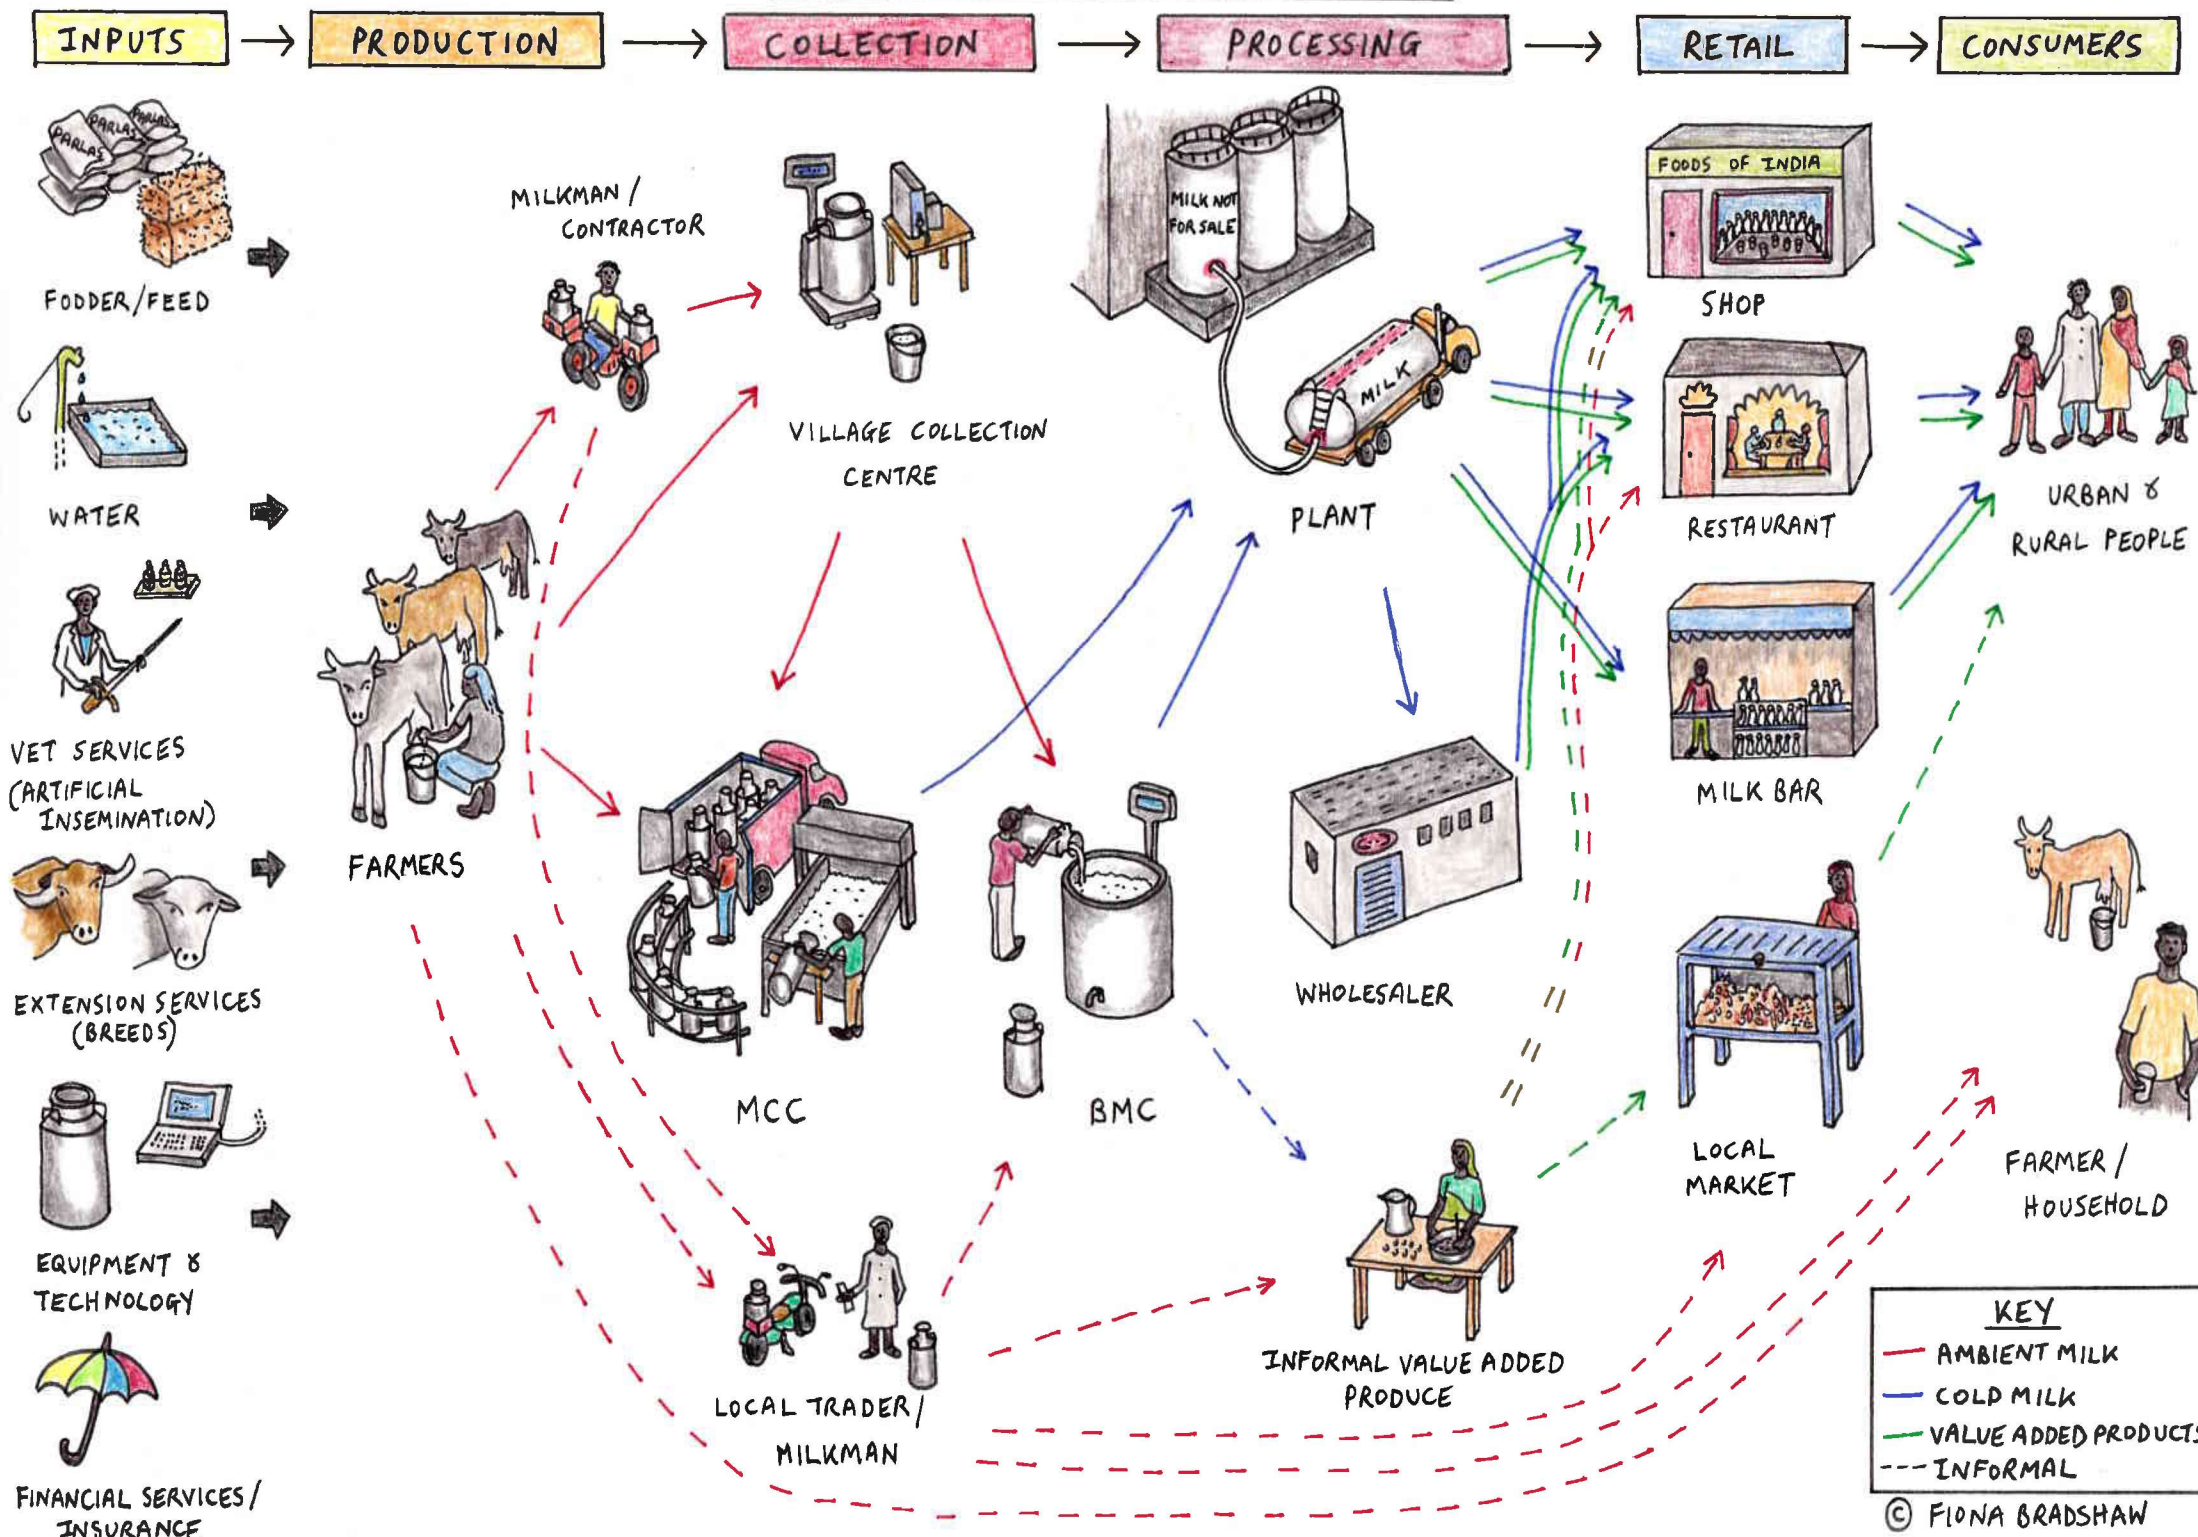 INPUTS
PRODUCTION
COLLECTION
PROCESSING
RETAIL
CONSUMERS
PARLAS
PARLAS
PARLAS
FODDER/FEED
WATER
VET SERVICES
(ARTIFICIAL
INSEMINATION)
EXTENSION SERVICES
(BREEDS)
EQUIPMENT &
TECHNOLOGY
FINANCIAL SERVICES/
INSURANCE
FARMERS
MILKMAN/
CONTRACTOR
VILLAGE COLLECTION
CENTRE
MCC
BMC
LOCAL TRADER/
MILKMAN
MILK NOT
FOR SALE
MILK
PLANT
WHOLESALER
INFORMAL VALUE ADDED
PRODUCE
FOODS OF INDIA
SHOP
RESTAURANT
MILK BAR
LOCAL
MARKET
URBAN &
RURAL PEOPLE
FARMER/
HOUSEHOLD
KEY
AMBIENT MILK
COLD MILK
VALUE ADDED PRODUCTS
INFORMAL
© FIONA BRADSHAW